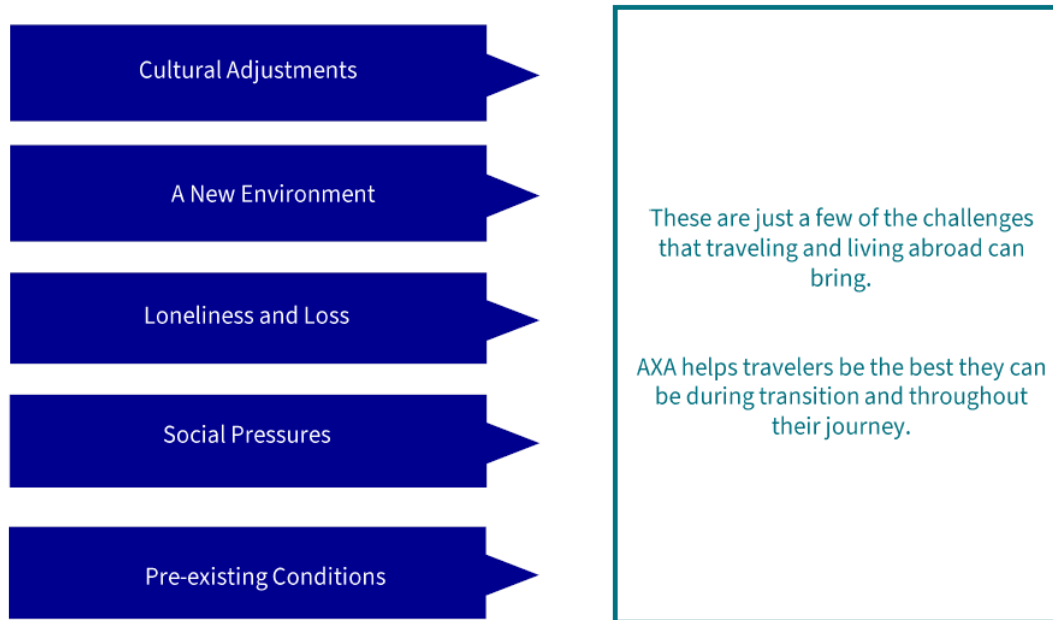 Cultural Adjustments
A New Environment
Loneliness and Loss
Social Pressures
Pre-existing Conditions
These are just a few of the challenges
that traveling and living abroad can
bring.
AXA helps travelers be the best they can
be during transition and throughout
their journey.